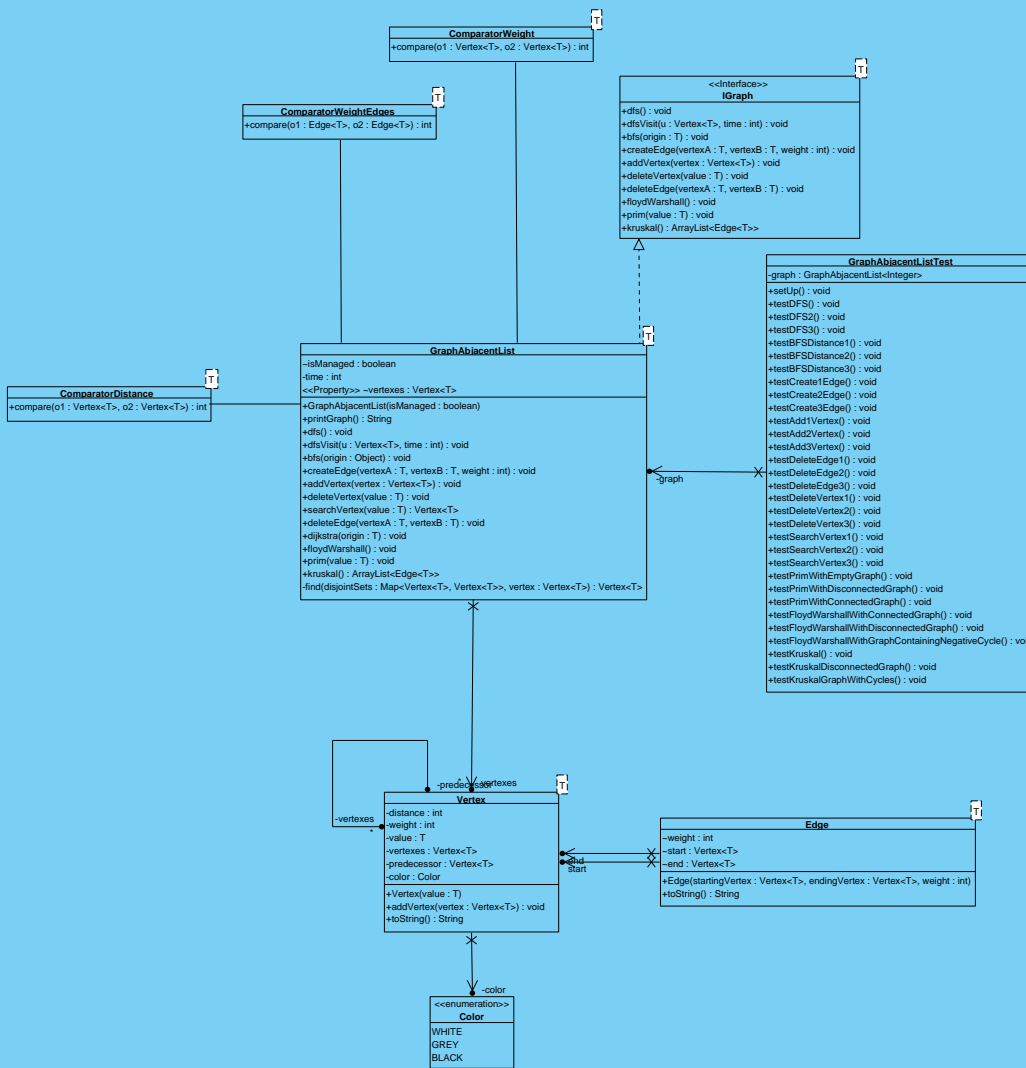 T
ComparatorWeight
+compare(o1 : Vertex<T>, o2 : Vertex<T>) : int
T
ComparatorWeightEdges
+compare(o1 : Edge<T>, o2 : Edge<T>) : int
T
<<Interface>>
IGraph
+dfs() : void
+dfsVisit(u : Vertex<T>, time : int) : void
+bfs(origin : T) : void
+createEdge(vertexA : T, vertexB : T, weight : int) : void
+addVertex(vertex : Vertex<T>) : void
+deleteVertex(value : T) : void
+deleteEdge(vertexA : T, vertexB : T) : void
+floydWarshall() : void
+prim(value : T) : void
+kruskal() : ArrayList<Edge<T>>
GraphAbjacentListTest
-graph : GraphAbjacentList<Integer>
+setUp() : void
+testDFS() : void
+testDFS2() : void
+testDFS3() : void
+testBFSDistance1() : void
+testBFSDistance2() : void
+testBFSDistance3() : void
+testCreate1Edge() : void
+testCreate2Edge() : void
+testCreate3Edge() : void
+testAdd1Vertex() : void
+testAdd2Vertex() : void
+testAdd3Vertex() : void
+testDeleteEdge1() : void
+testDeleteEdge2() : void
+testDeleteEdge3() : void
+testDeleteVertex1() : void
+testDeleteVertex2() : void
+testDeleteVertex3() : void
+testSearchVertex1() : void
+testSearchVertex2() : void
+testSearchVertex3() : void
+testPrimWithEmptyGraph() : void
+testPrimWithDisconnectedGraph() : void
+testPrimWithConnectedGraph() : void
+testFloydWarshallWithConnectedGraph() : void
+testFloydWarshallWithDisconnectedGraph() : void
+testFloydWarshallWithGraphContainingNegativeCycle() : vo
+testKruskal() : void
+testKruskalDisconnectedGraph() : void
+testKruskalGraphWithCycles() : void
T
GraphAbjacentList
~isManaged : boolean
-time : int
<<Property>> ~vertexes : Vertex<T>
+GraphAbjacentList(isManaged : boolean)
+printGraph() : String
+dfs() : void
+dfsVisit(u : Vertex<T>, time : int) : void
+bfs(origin : Object) : void
+createEdge(vertexA : T, vertexB : T, weight : int) : void
+addVertex(vertex : Vertex<T>) : void
+deleteVertex(value : T) : void
+searchVertex(value : T) : Vertex<T>
+deleteEdge(vertexA : T, vertexB : T) : void
+dijkstra(origin : T) : void
+floydWarshall() : void
+prim(value : T) : void
+kruskal() : ArrayList<Edge<T>>
-find(disjointSets : Map<Vertex<T>, Vertex<T>>, vertex : Vertex<T>) : Vertex<T>
T
ComparatorDistance
+compare(o1 : Vertex<T>, o2 : Vertex<T>) : int
-graph
* ~vertexes
-predecessor
-vertexes
*
T
Vertex
-distance : int
-weight : int
-value : T
-vertexes : Vertex<T>
-predecessor : Vertex<T>
-color : Color
+Vertex(value : T)
+addVertex(vertex : Vertex<T>) : void
+toString() : String
~end
start
T
Edge
~weight : int
~start : Vertex<T>
~end : Vertex<T>
+Edge(startingVertex : Vertex<T>, endingVertex : Vertex<T>, weight : int)
+toString() : String
-color
<<enumeration>>
Color
WHITE
GREY
BLACK